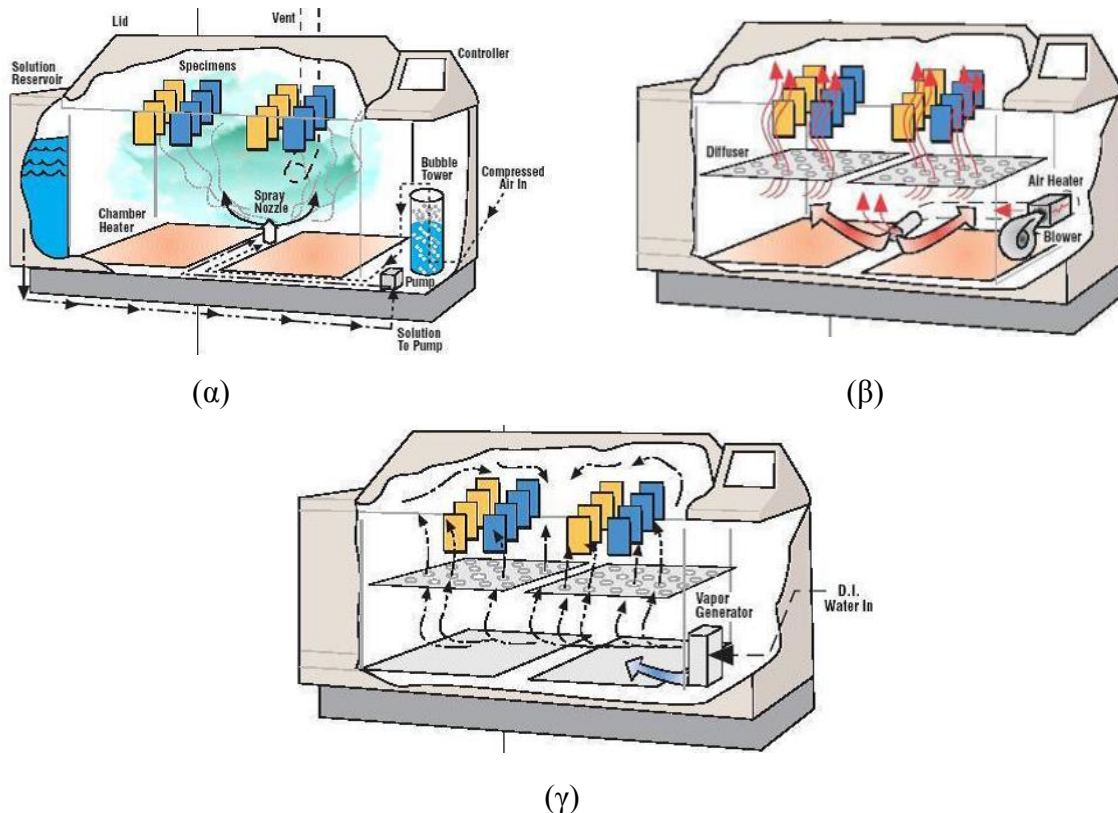 Lid
Vent
Solution
Reservoir
Specimens
Controller
Bubble
Tower
Compressed
Air In
Spray
Nozzle
Chamber
Heater
Pump
Solution
To Pump
(α)
Diffuser
Air Heater
Blower
(β)
Vapor
Generator
D.I.
Water In
(γ)